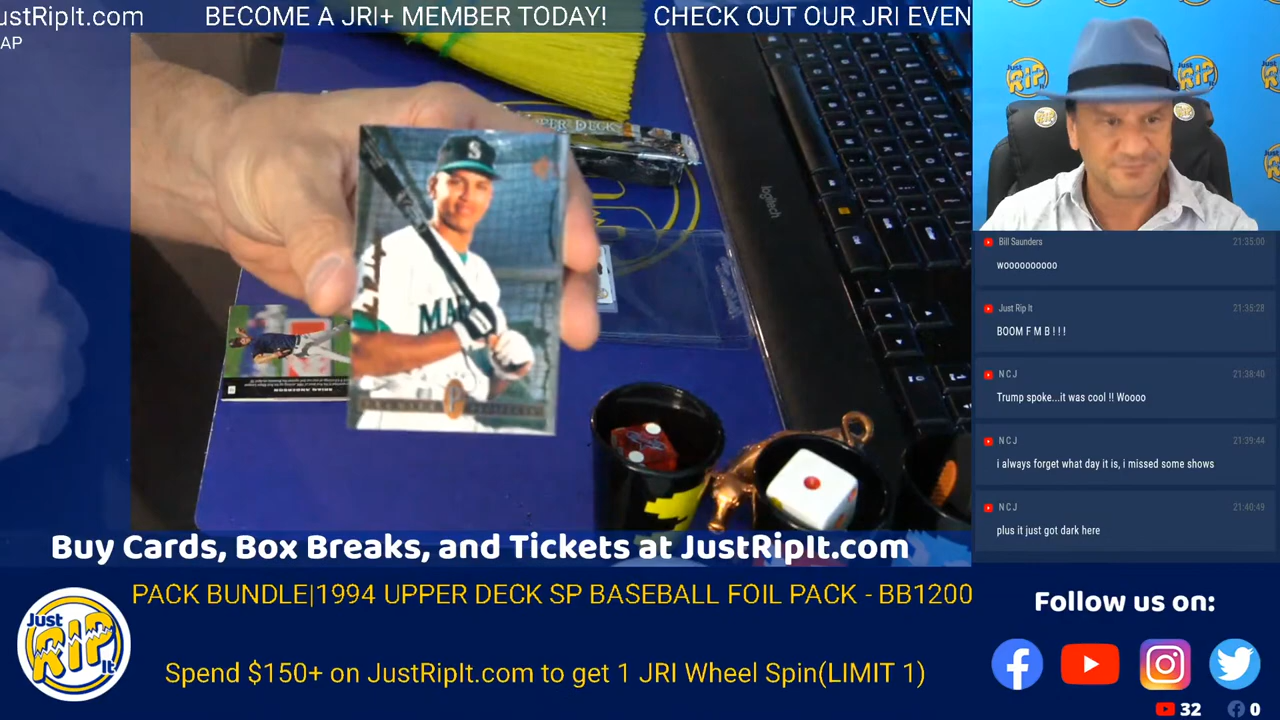 ustRipIt.com
BECOME A JRI+ MEMBER TODAY!
CHECK OUT OUR JRI EVEN
AP
PER DECK
logitech
S
MAR
Bill Saunders
21:35:00
woooooooooo
Just Rip It
21:35:28
BOOM F M B ! ! !
N C J
21:38:40
Trump spoke...it was cool !! Woooo
N C J
21:39:44
i always forget what day it is, i missed some shows
N C J
21:40:49
plus it just got dark here
Buy Cards, Box Breaks, and Tickets at JustRipIt.com
Just
RIP
It
PACK BUNDLE|1994 UPPER DECK SP BASEBALL FOIL PACK - BB1200
Spend $150+ on JustRipIt.com to get 1 JRI Wheel Spin(LIMIT 1)
Follow us on:
32
0